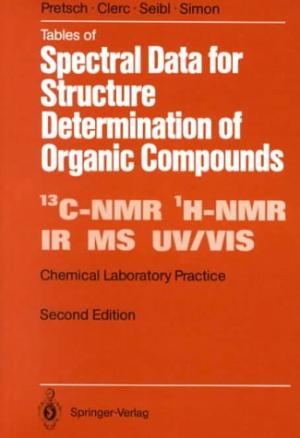 Pretsch · Clerc · Seibl · Simon
Tables of
Spectral Data for
Structure
Determination of
Organic Compounds
¹³C-NMR ¹H-NMR
IR MS UV/VIS
Chemical Laboratory Practice
Second Edition
Springer-Verlag